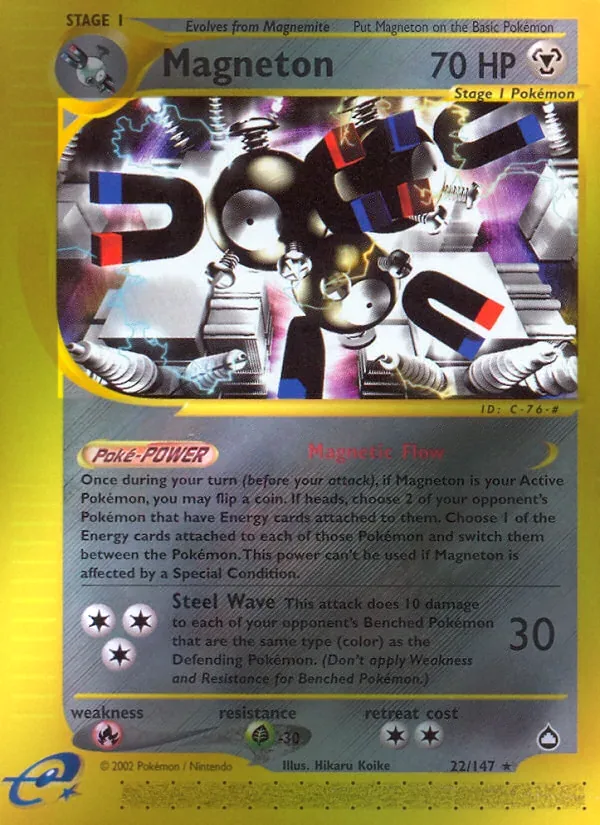 STAGE 1 Evolves from Magnemite Put Magneton on the Basic Pokémon
Magneton 70 HP
Stage 1 Pokémon
ID: C-76-#
Poké-POWER Magnetic Flow
Once during your turn (before your attack), if Magneton is your Active
Pokémon, you may flip a coin. If heads, choose 2 of your opponent's
Pokémon that have Energy cards attached to them. Choose 1 of the
Energy cards attached to each of those Pokémon and switch them
between the Pokémon. This power can't be used if Magneton is
affected by a Special Condition.
Steel Wave This attack does 10 damage
to each of your opponent's Benched Pokémon
that are the same type (color) as the
Defending Pokémon. (Don't apply Weakness
and Resistance for Benched Pokémon.)
30
weakness resistance retreat cost
-30
© 2002 Pokémon / Nintendo Illus. Hikaru Koike 22/147 ★
e